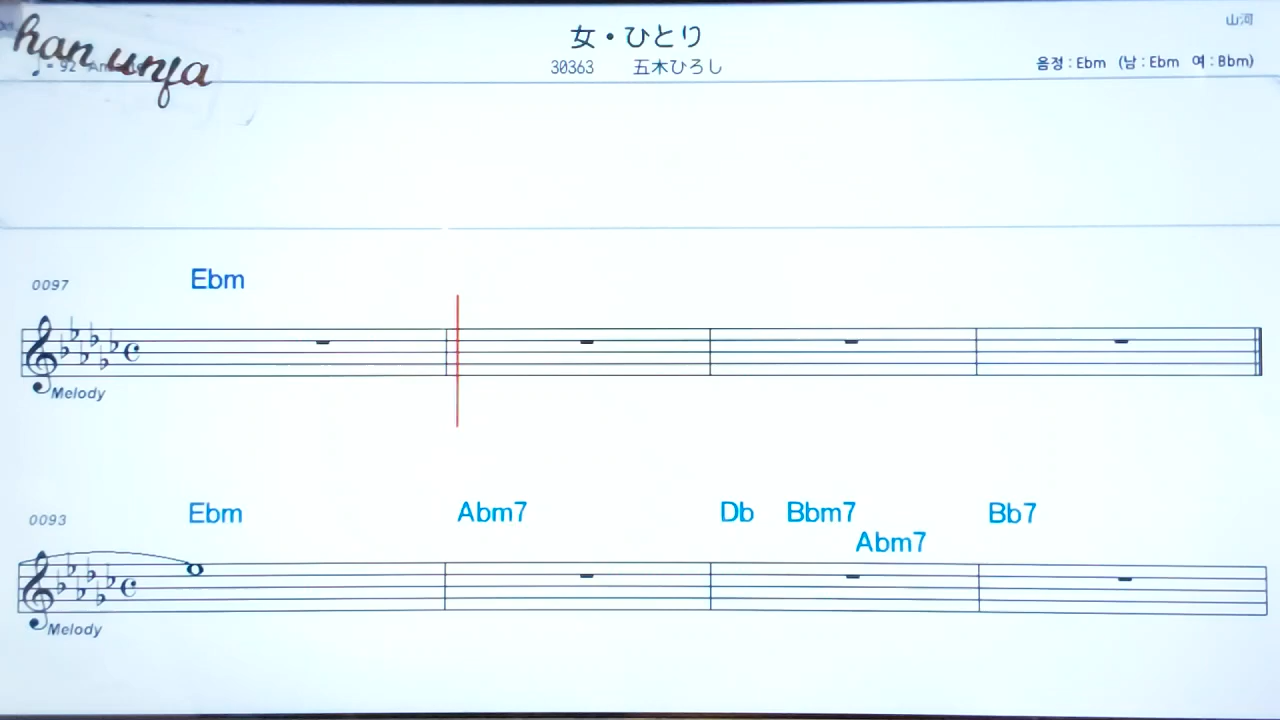 山河
女・ひとり
han unja
30363 五木ひろし
음정 : Ebm (남 : Ebm 여 : Bbm)
♩= 92
0097 Ebm
Melody
0093 Ebm Abm7 Db Bbm7 Bb7
Abm7
Melody